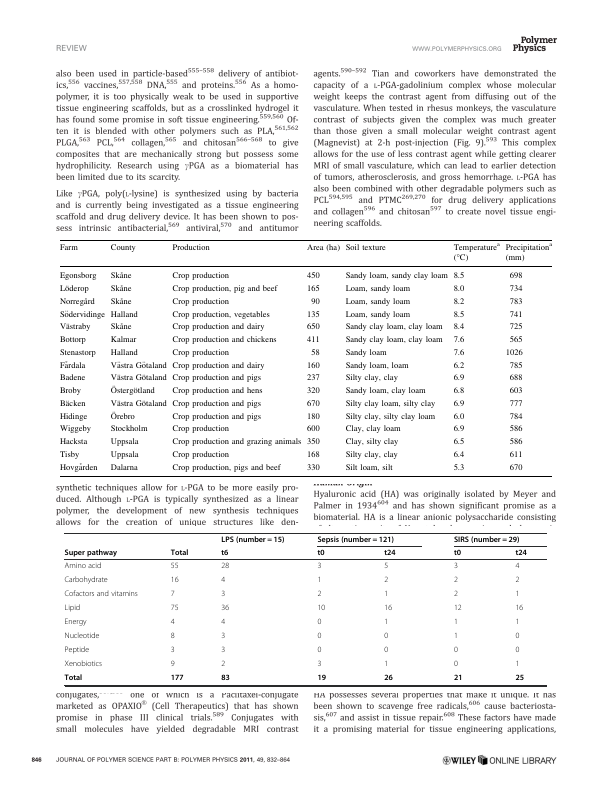 REVIEW
WWW.POLYMERPHYSICS.ORG
Polymer
Physics
also been used in particle-based555–558 delivery of antibiot-
ics,556 vaccines,557,558 DNA,555 and proteins.556 As a homo-
polymer, it is too physically weak to be used in supportive
tissue engineering scaffolds, but as a crosslinked hydrogel it
has found some promise in soft tissue engineering.559,560 Of-
ten it is blended with other polymers such as PLA,561,562
PLGA,563 PCL,564 collagen,565 and chitosan566–568 to give
composites that are mechanically strong but possess some
hydrophilicity. Research using γPGA as a biomaterial has
been limited due to its scarcity.
Like γPGA, poly(L-lysine) is synthesized using by bacteria
and is currently being investigated as a tissue engineering
scaffold and drug delivery device. It has been shown to pos-
sess intrinsic antibacterial,569 antiviral,570 and antitumor
agents.590–592 Tian and coworkers have demonstrated the
capacity of a L-PGA-gadolinium complex whose molecular
weight keeps the contrast agent from diffusing out of the
vasculature. When tested in rhesus monkeys, the vasculature
contrast of subjects given the complex was much greater
than those given a small molecular weight contrast agent
(Magnevist) at 2-h post-injection (Fig. 9).593 This complex
allows for the use of less contrast agent while getting clearer
MRI of small vasculature, which can lead to earlier detection
of tumors, atherosclerosis, and gross hemorrhage. L-PGA has
also been combined with other degradable polymers such as
PCL594,595 and PTMC269,270 for drug delivery applications
and collagen596 and chitosan597 to create novel tissue engi-
neering scaffolds.
Farm County Production Area (ha) Soil texture Temperatureª Precipitationª
(°C) (mm)
Egonsborg Skåne Crop production 450 Sandy loam, sandy clay loam 8.5 698
Löderop Skåne Crop production, pig and beef 165 Loam, sandy loam 8.0 734
Norregård Skåne Crop production 90 Loam, sandy loam 8.2 783
Södervidinge Halland Crop production, vegetables 135 Loam, sandy loam 8.5 741
Västraby Skåne Crop production and dairy 650 Sandy clay loam, clay loam 8.4 725
Bottorp Kalmar Crop production and chickens 411 Sandy clay loam, clay loam 7.6 565
Stenastorp Halland Crop production 58 Sandy loam 7.6 1026
Färdala Västra Götaland Crop production and dairy 160 Sandy loam, loam 6.2 785
Badene Västra Götaland Crop production and pigs 237 Silty clay, clay 6.9 688
Broby Östergötland Crop production and hens 320 Sandy loam, clay loam 6.8 603
Bäcken Västra Götaland Crop production and pigs 670 Silty clay loam, silty clay 6.9 777
Hidinge Örebro Crop production and pigs 180 Silty clay, silty clay loam 6.0 784
Wiggeby Stockholm Crop production 600 Clay, clay loam 6.9 586
Hacksta Uppsala Crop production and grazing animals 350 Clay, silty clay 6.5 586
Tisby Uppsala Crop production 168 Silty clay, clay 6.4 611
Hovgården Dalarna Crop production, pigs and beef 330 Silt loam, silt 5.3 670
synthetic techniques allow for L-PGA to be more easily pro-
duced. Although L-PGA is typically synthesized as a linear
polymer, the development of new synthesis techniques
allows for the creation of unique structures like den-
Human Origin
Hyaluronic acid (HA) was originally isolated by Meyer and
Palmer in 1934604 and has shown significant promise as a
biomaterial. HA is a linear anionic polysaccharide consisting
LPS (number = 15) Sepsis (number = 121) SIRS (number = 29)
Super pathway Total t6 t0 t24 t0 t24
Amino acid 55 28 3 5 3 4
Carbohydrate 16 4 1 2 2 2
Cofactors and vitamins 7 3 2 1 2 1
Lipid 75 36 10 16 12 16
Energy 4 4 0 1 1 1
Nucleotide 8 3 0 0 1 0
Peptide 3 3 0 0 0 0
Xenobiotics 9 2 3 1 0 1
Total 177 83 19 26 21 25
conjugates, one of which is a Paclitaxel-conjugate
marketed as OPAXIO® (Cell Therapeutics) that has shown
promise in phase III clinical trials.589 Conjugates with
small molecules have yielded degradable MRI contrast
HA possesses several properties that make it unique. It has
been shown to scavenge free radicals,606 cause bacteriosta-
sis,607 and assist in tissue repair.608 These factors have made
it a promising material for tissue engineering applications,
846 JOURNAL OF POLYMER SCIENCE PART B: POLYMER PHYSICS 2011, 49, 832–864
WILEY ONLINE LIBRARY